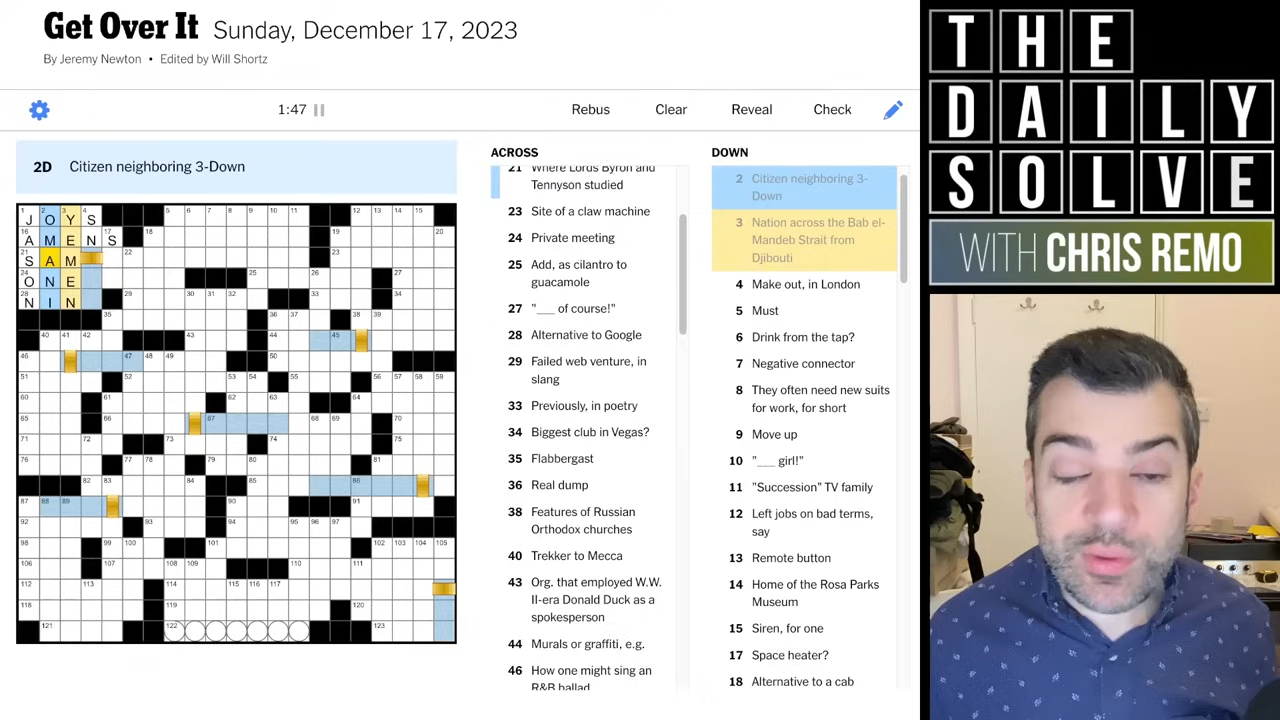 Get Over It Sunday, December 17, 2023
By Jeremy Newton • Edited by Will Shortz
1:47 Rebus Clear Reveal Check
2D Citizen neighboring 3-Down
ACROSS
21 Where Lords Byron and
Tennyson studied
23 Site of a claw machine
24 Private meeting
25 Add, as cilantro to
guacamole
27 "___ of course!"
28 Alternative to Google
29 Failed web venture, in
slang
33 Previously, in poetry
34 Biggest club in Vegas?
35 Flabbergast
36 Real dump
38 Features of Russian
Orthodox churches
40 Trekker to Mecca
43 Org. that employed W.W.
II-era Donald Duck as a
spokesperson
44 Murals or graffiti, e.g.
46 How one might sing an
R&B ballad
DOWN
2 Citizen neighboring 3-
Down
3 Nation across the Bab el-
Mandeb Strait from
Djibouti
4 Make out, in London
5 Must
6 Drink from the tap?
7 Negative connector
8 They often need new suits
for work, for short
9 Move up
10 "___ girl!"
11 "Succession" TV family
12 Left jobs on bad terms,
say
13 Remote button
14 Home of the Rosa Parks
Museum
15 Siren, for one
17 Space heater?
18 Alternative to a cab
J O Y S
A M E N S
S A M
O N E
N I N
THE
DAILY
SOLVE
WITH CHRIS REMO